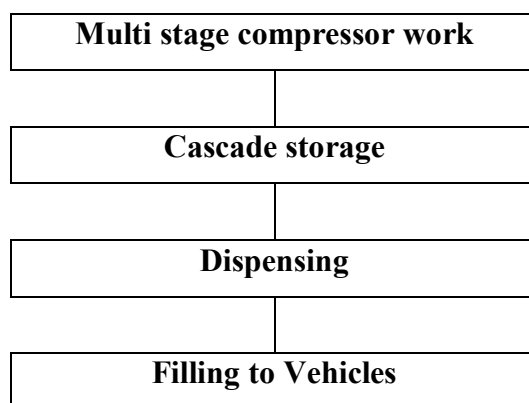 Multi stage compressor work
Cascade storage
Dispensing
Filling to Vehicles